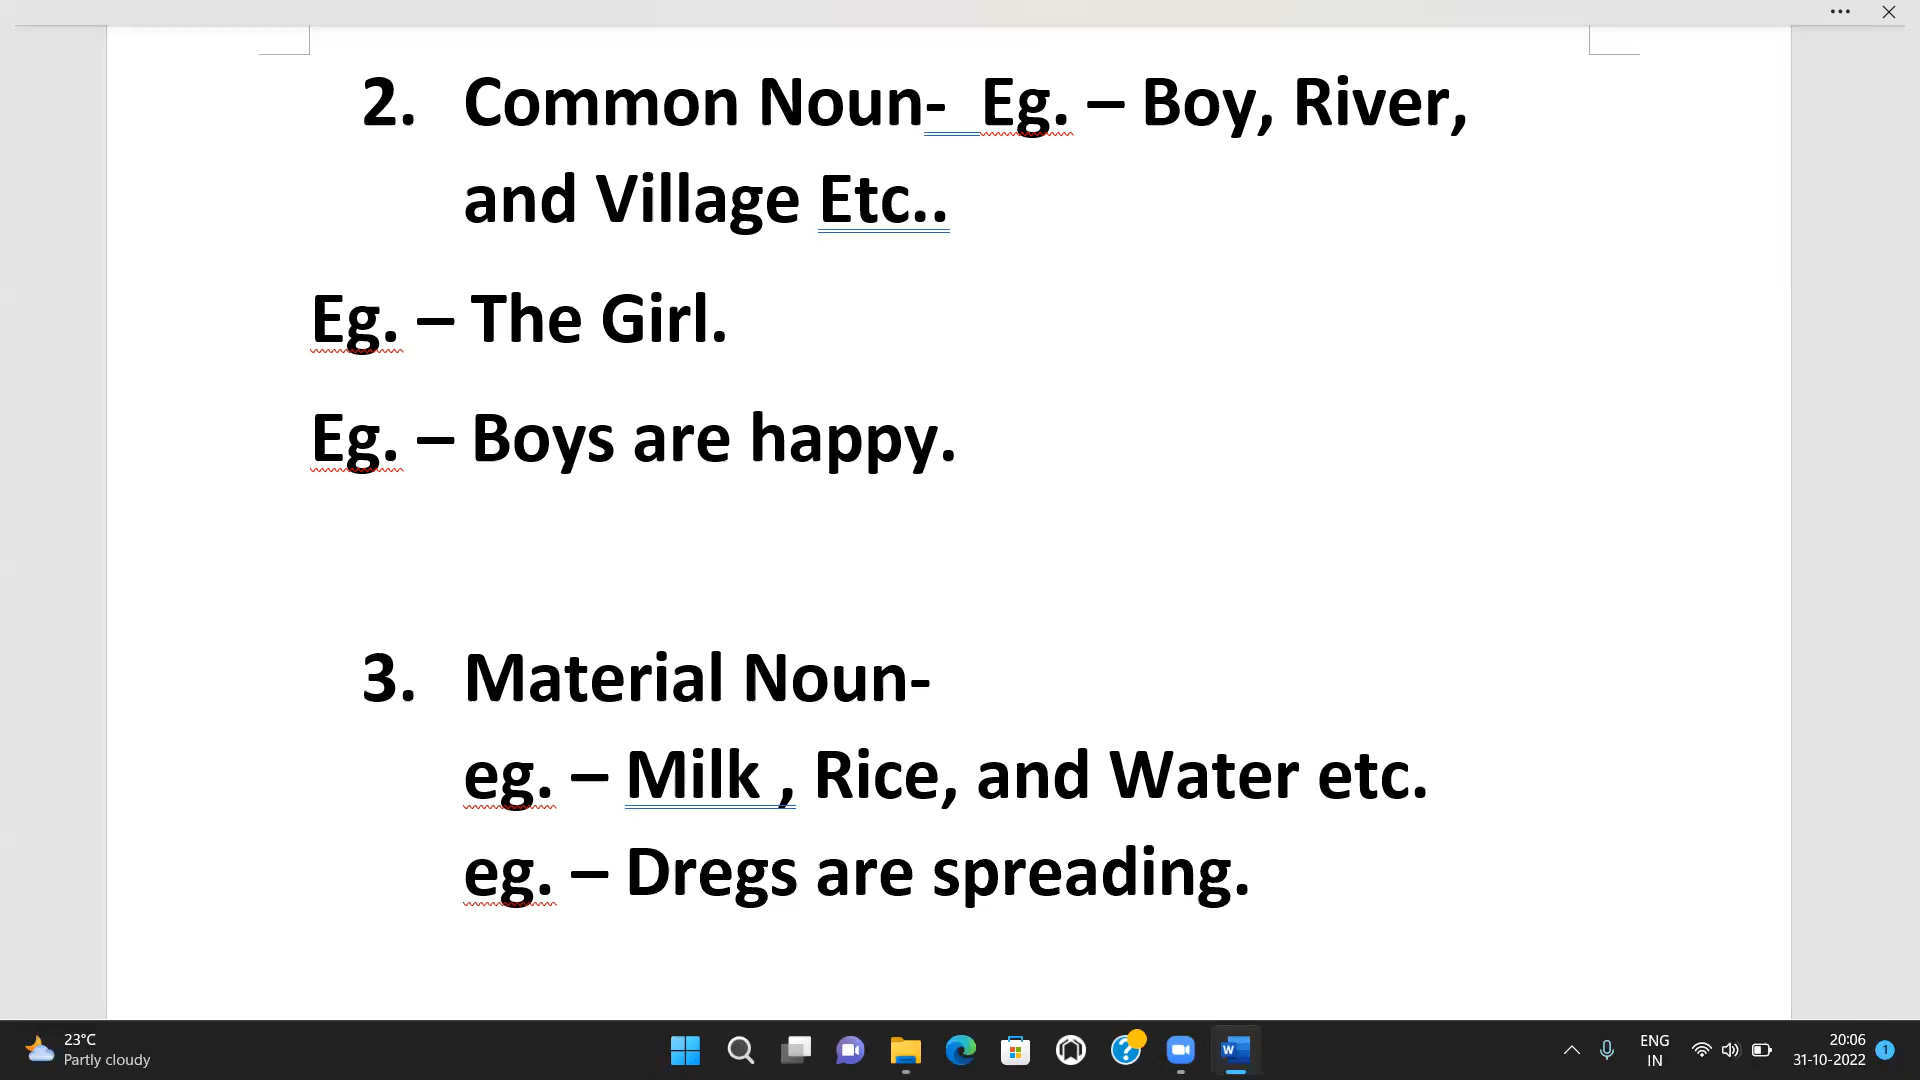 2. Common Noun-  Eg. – Boy, River,
and Village Etc..
Eg. – The Girl.
Eg. – Boys are happy.
3. Material Noun-
eg. – Milk , Rice, and Water etc.
eg. – Dregs are spreading.
23°C
Partly cloudy
ENG
IN
20:06
31-10-2022
1